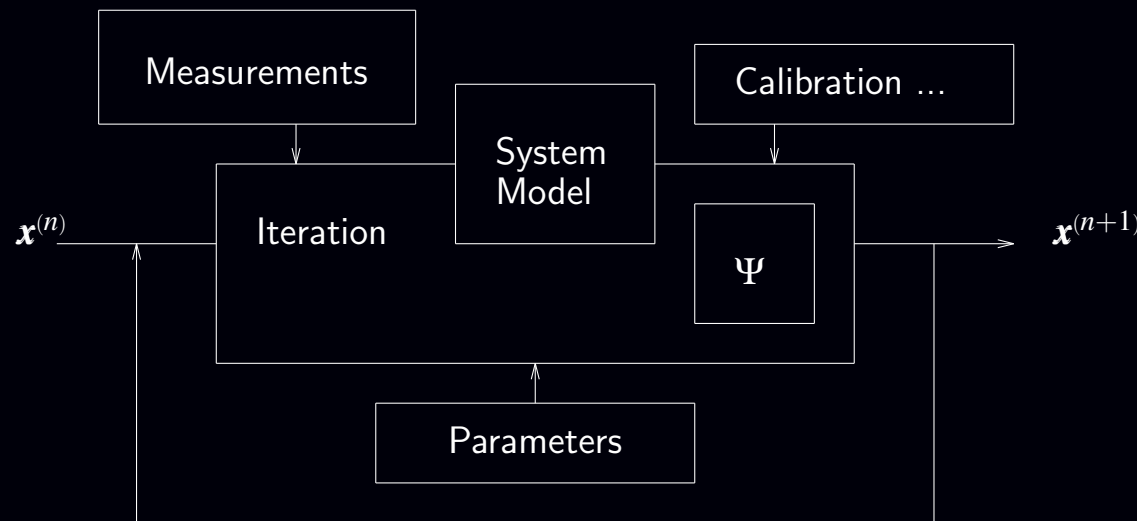 Measurements
Calibration ...
System
Model
Iteration
𝒙⁽ⁿ⁾
𝒙⁽ⁿ⁺¹⁾
Ψ
Parameters